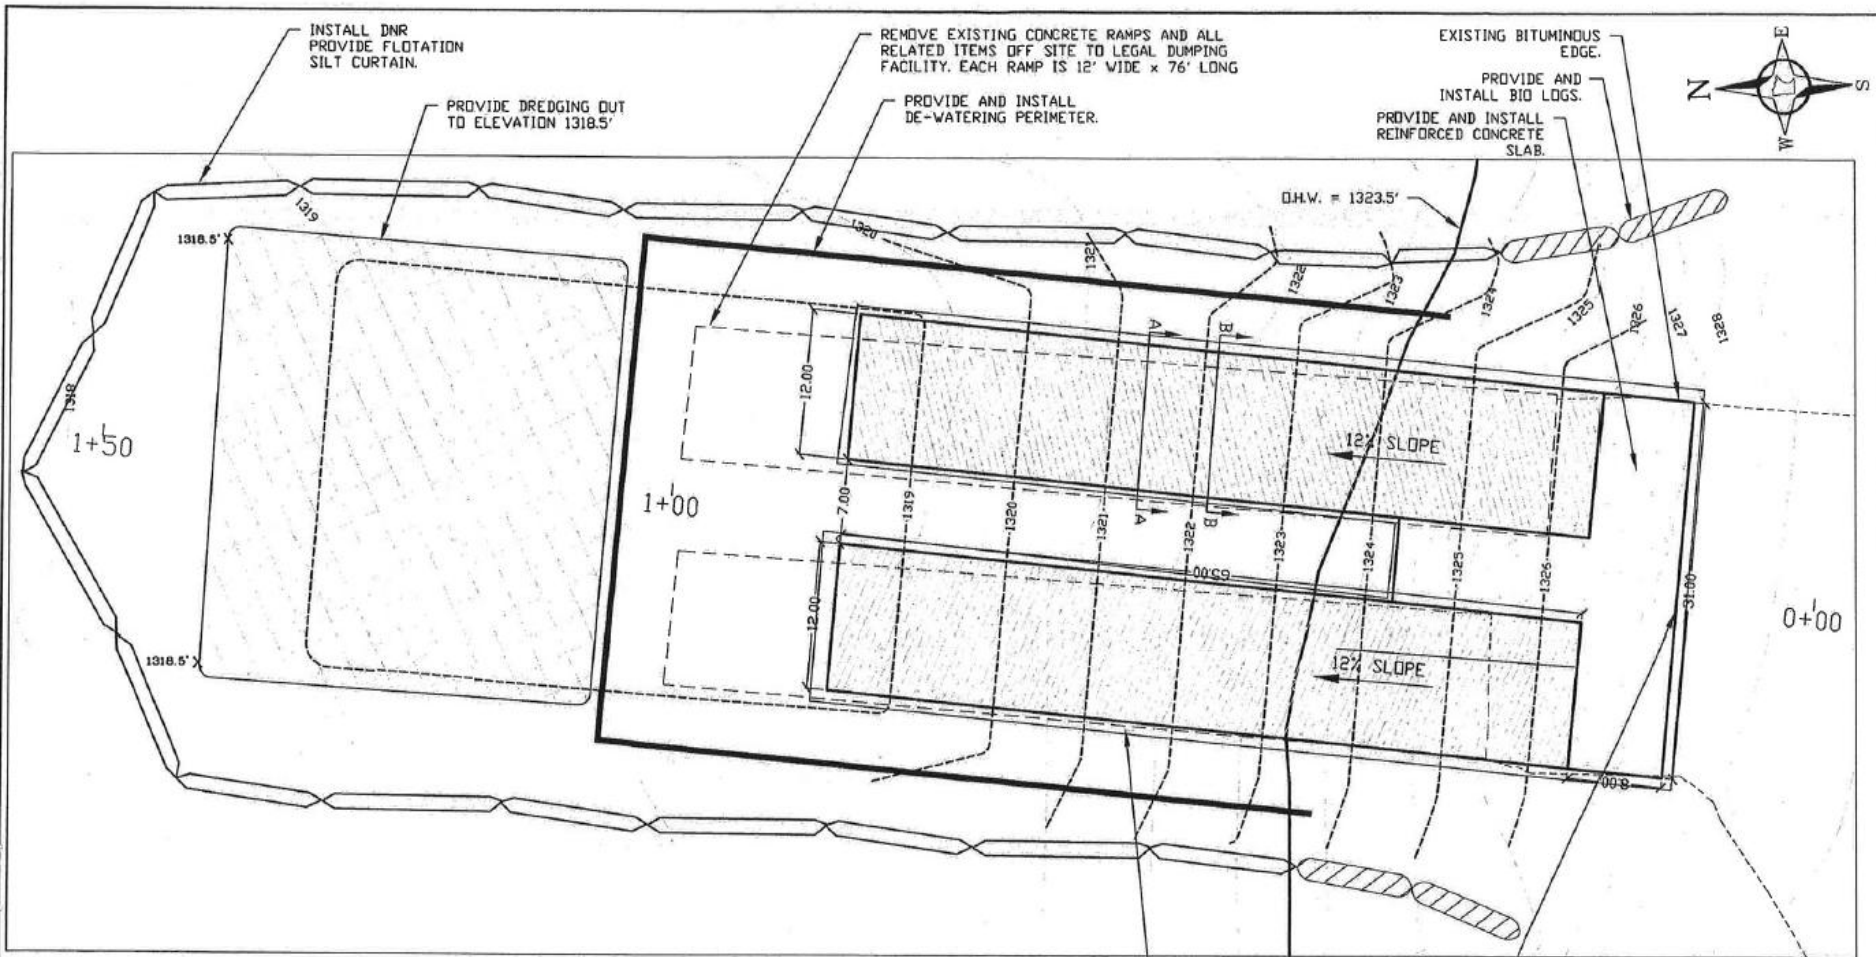 INSTALL DNR
PROVIDE FLOTATION
SILT CURTAIN.
PROVIDE DREDGING OUT
TO ELEVATION 1318.5'
REMOVE EXISTING CONCRETE RAMPS AND ALL
RELATED ITEMS OFF SITE TO LEGAL DUMPING
FACILITY. EACH RAMP IS 12' WIDE x 76' LONG
PROVIDE AND INSTALL
DE-WATERING PERIMETER.
EXISTING BITUMINOUS
EDGE.
PROVIDE AND
INSTALL BIO LOGS.
PROVIDE AND INSTALL
REINFORCED CONCRETE
SLAB.
E
N
S
W
O.H.W. = 1323.5'
1319
1318.5'
1320
1321
1322
1323
1324
1325
1326
1327
1328
1318
1+50
12.00
A
B
12% SLOPE
7.00
1+00
1319
1320
1321
1322
1323
1324
1325
1326
A
B
65.00
31.00
0+00
12.00
12% SLOPE
1318.5'
8.00